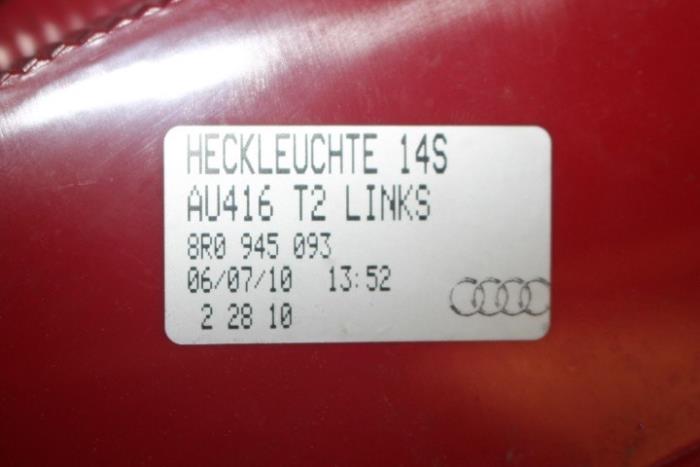 HECKLEUCHTE 14S
AU416 T2 LINKS
8R0 945 093
06/07/10 13:52
2 28 10